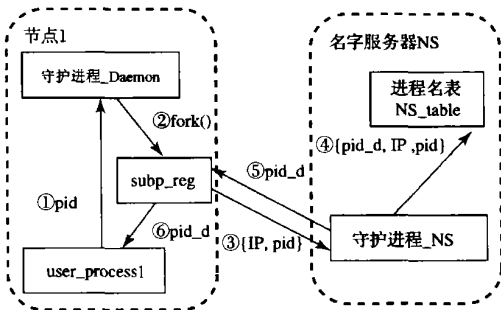 节点1
守护进程_Daemon
②fork()
subp_reg
①pid
⑥pid_d
user_process1
⑤pid_d
③{IP, pid}
名字服务器NS
进程名表
NS_table
④{pid_d, IP ,pid}
守护进程_NS